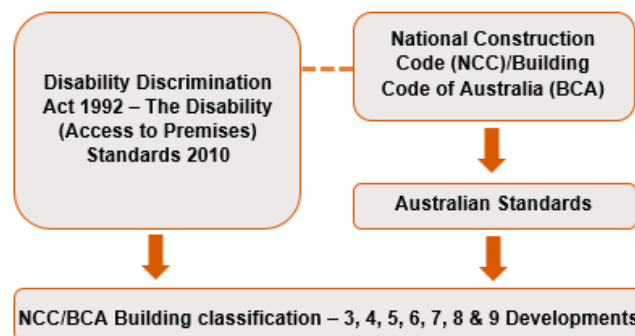 Disability Discrimination
Act 1992 – The Disability
(Access to Premises)
Standards 2010
National Construction
Code (NCC)/Building
Code of Australia (BCA)
Australian Standards
NCC/BCA Building classification – 3, 4, 5, 6, 7, 8 & 9 Developments